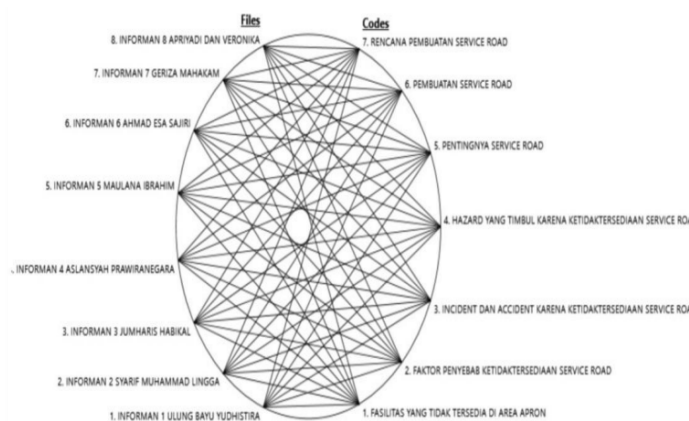 Files
8. INFORMAN 8 APRIYADI DAN VERONIKA
7. INFORMAN 7 GERIZA MAHAKAM
6. INFORMAN 6 AHMAD ESA SAJIRI
5. INFORMAN 5 MAULANA IBRAHIM
. INFORMAN 4 ASLANSYAH PRAWIRANEGARA
3. INFORMAN 3 JUMHARIS HABIKAL
2. INFORMAN 2 SYARIF MUHAMMAD LINGGA
1. INFORMAN 1 ULUNG BAYU YUDHISTIRA
Codes
7. RENCANA PEMBUATAN SERVICE ROAD
6. PEMBUATAN SERVICE ROAD
5. PENTINGNYA SERVICE ROAD
4. HAZARD YANG TIMBUL KARENA KETIDAKTERSEDIAAN SERVICE ROA
3. INCIDENT DAN ACCIDENT KARENA KETIDAKTERSEDIAAN SERVICE ROA
2. FAKTOR PENYEBAB KETIDAKTERSEDIAAN SERVICE ROAD
1. FASILITAS YANG TIDAK TERSEDIA DI AREA APRON